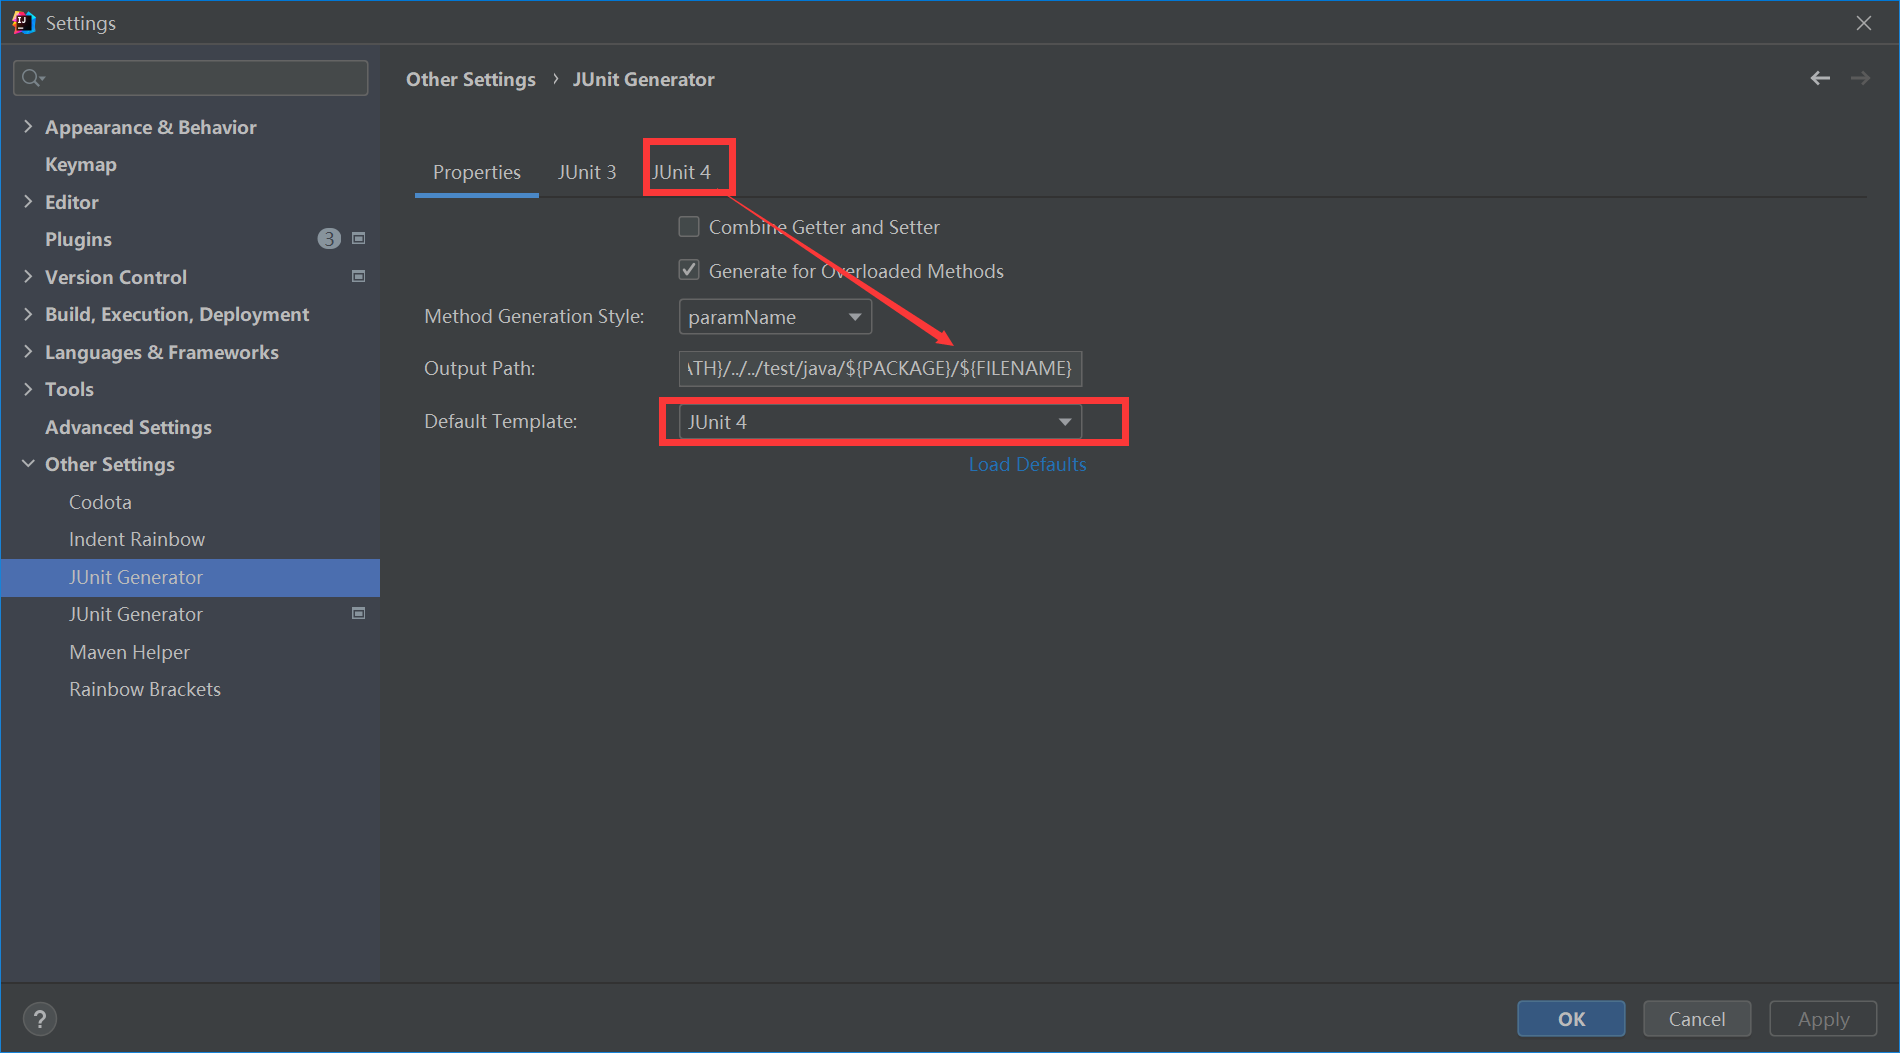 Settings
Other Settings › JUnit Generator
Appearance & Behavior
Keymap
Editor
Plugins 3
Version Control
Build, Execution, Deployment
Languages & Frameworks
Tools
Advanced Settings
Other Settings
Codota
Indent Rainbow
JUnit Generator
JUnit Generator
Maven Helper
Rainbow Brackets
Properties JUnit 3 JUnit 4
Combine Getter and Setter
Generate for Overloaded Methods
Method Generation Style: paramName
Output Path: ATH}/../../test/java/${PACKAGE}/${FILENAME}
Default Template: JUnit 4
Load Defaults
? OK Cancel Apply